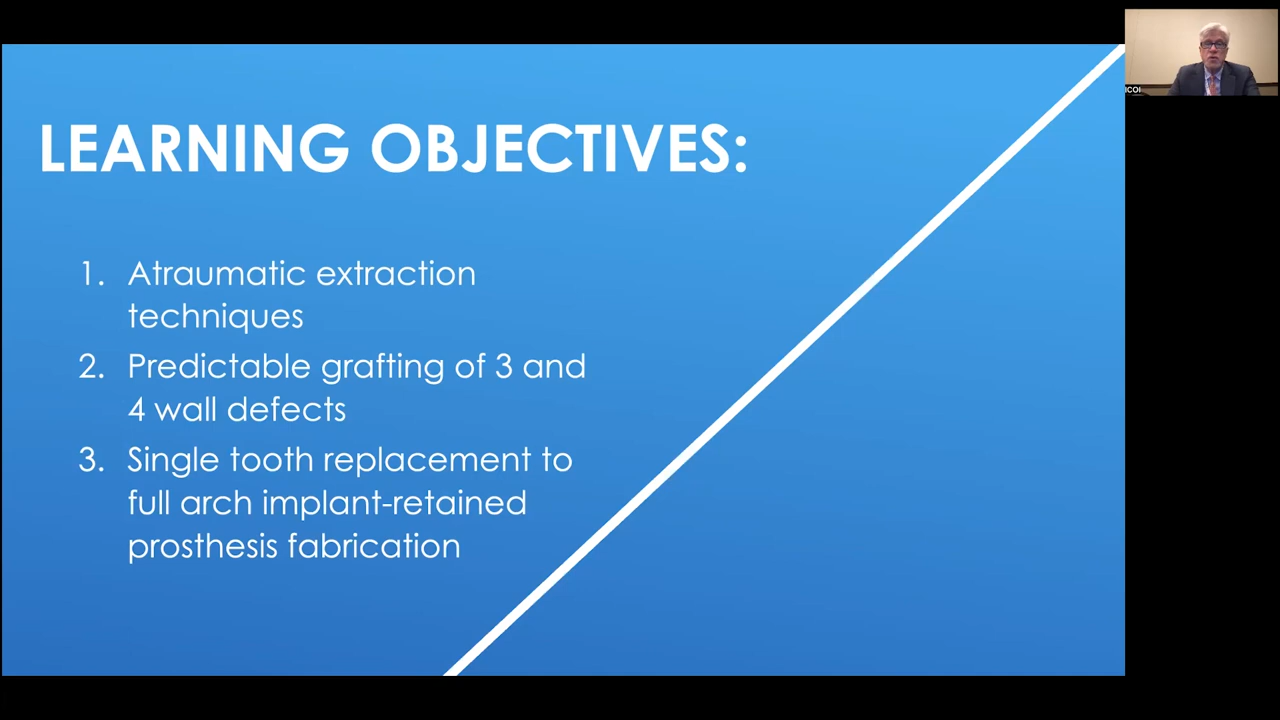 LEARNING OBJECTIVES:
1. Atraumatic extraction
techniques
2. Predictable grafting of 3 and
4 wall defects
3. Single tooth replacement to
full arch implant-retained
prosthesis fabrication
ICOI